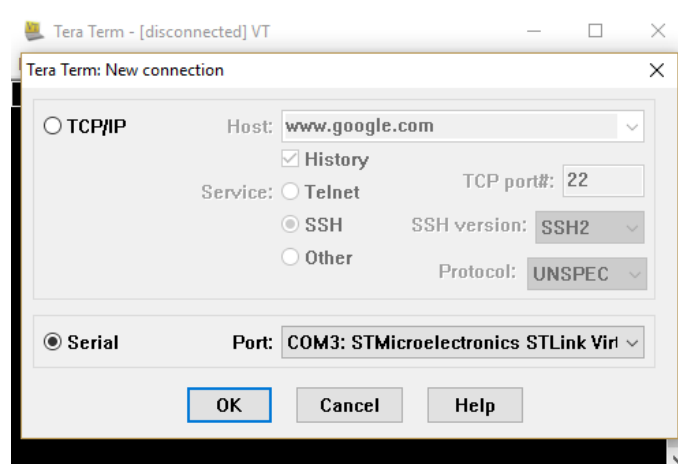 Tera Term - [disconnected] VT
Tera Term: New connection
TCP/IP
Host: www.google.com
History
Service: Telnet
TCP port#: 22
SSH
SSH version: SSH2
Other
Protocol: UNSPEC
Serial
Port: COM3: STMicroelectronics STLink Virt
OK Cancel Help